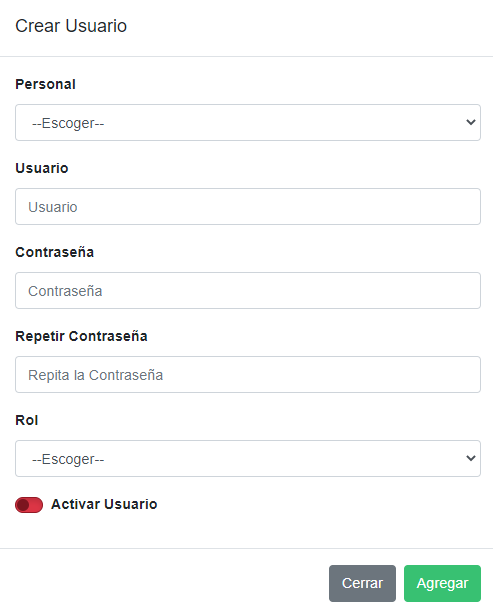 Crear Usuario
Personal
--Escoger--
Usuario
Usuario
Contraseña
Contraseña
Repetir Contraseña
Repita la Contraseña
Rol
--Escoger--
Activar Usuario
Cerrar Agregar